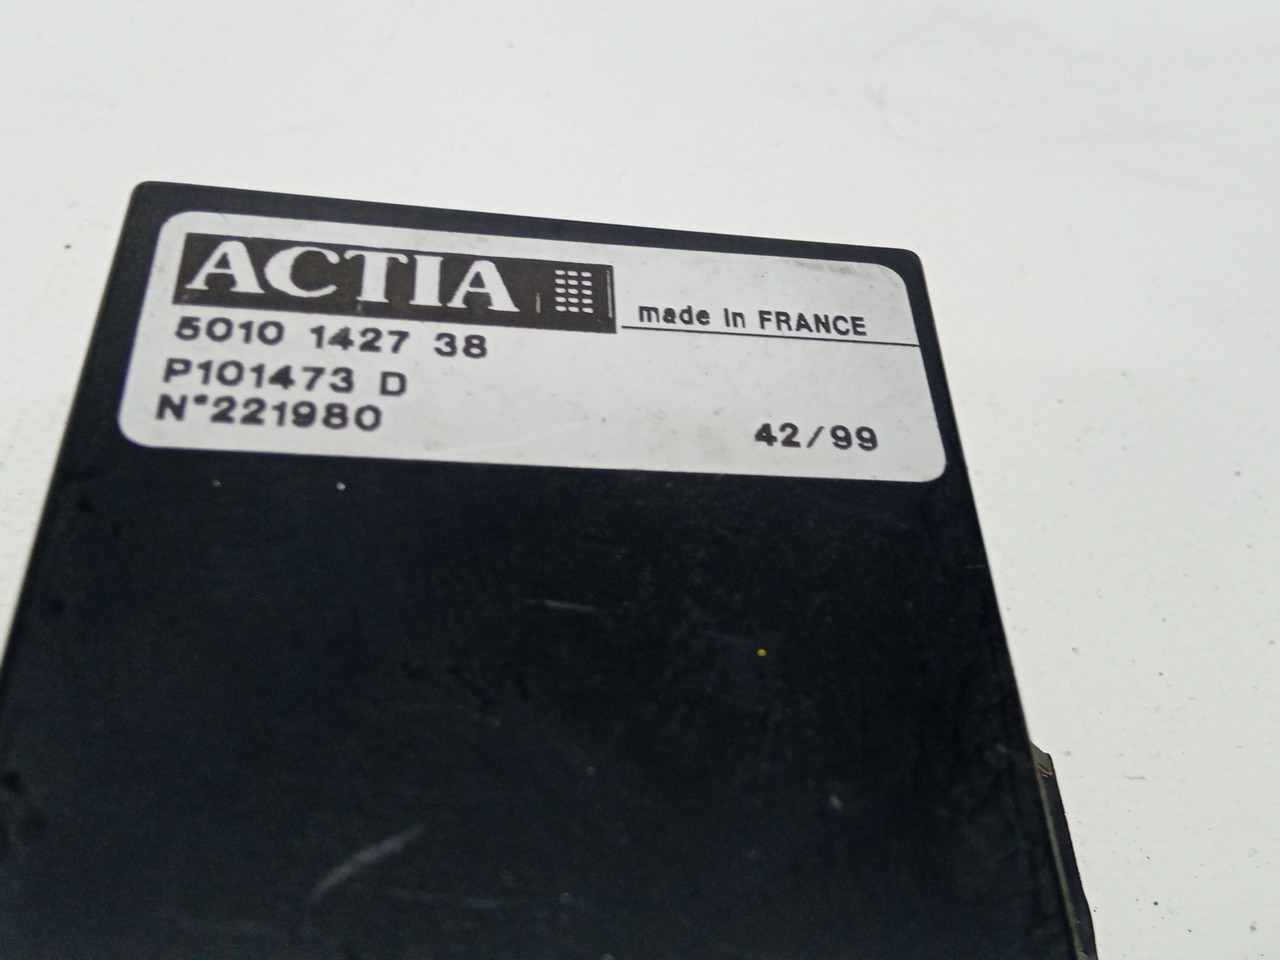 ACTIA
made in FRANCE
5010 1427 38
P101473 D
N°221980
42/99